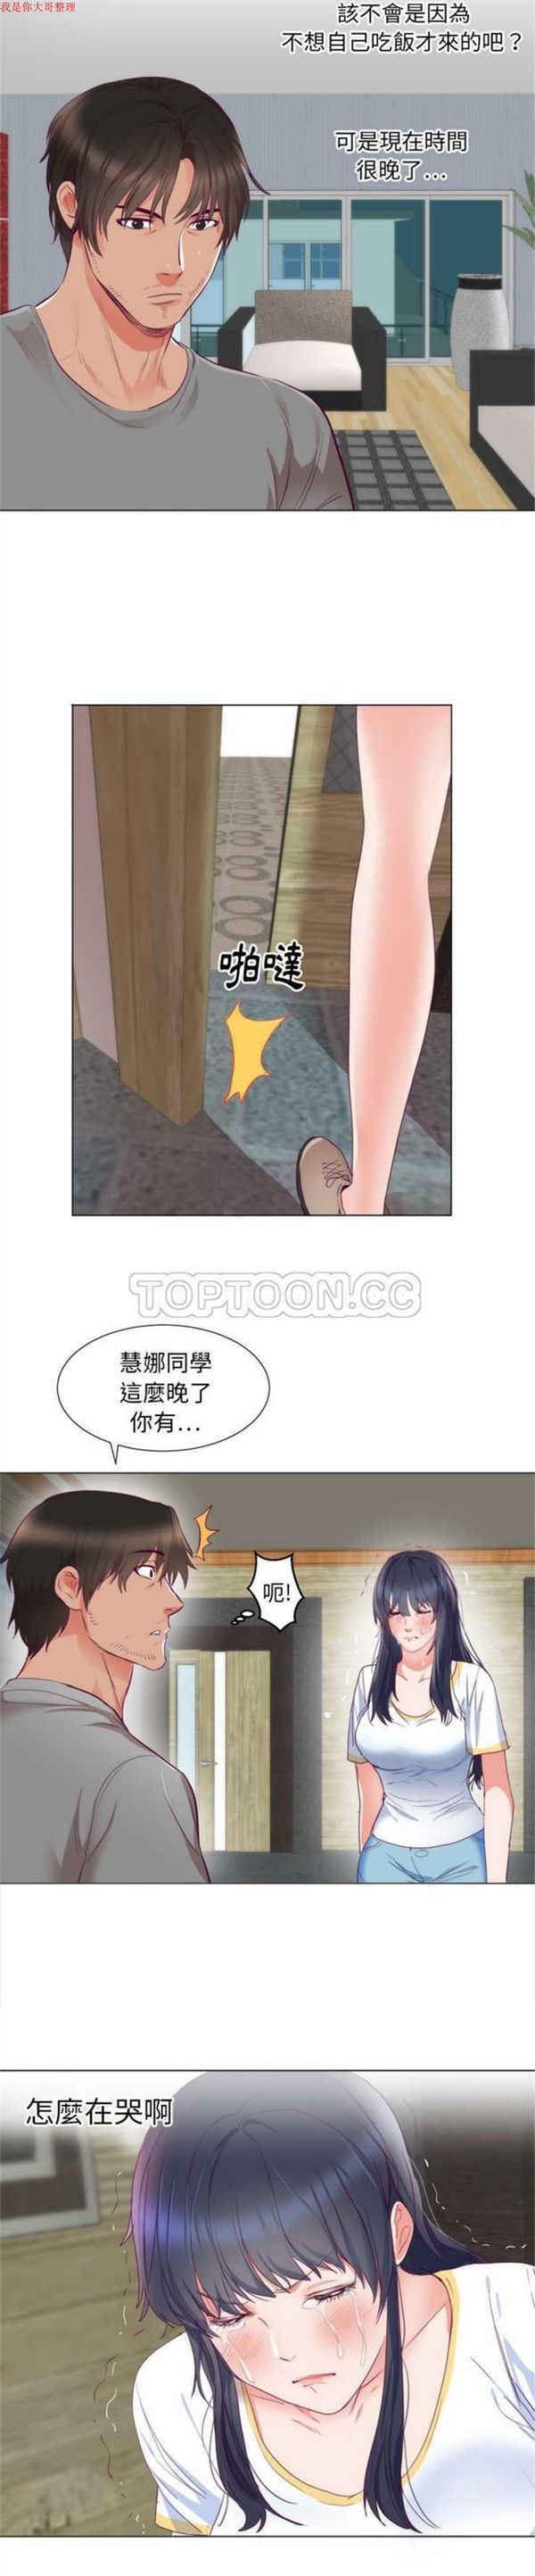 我是你大哥整理
該不會是因為
不想自己吃飯才來的吧？
可是現在時間
很晚了...
啪噠
TOPTOON.CC
慧娜同學
這麼晚了
你有...
呃!
怎麼在哭啊